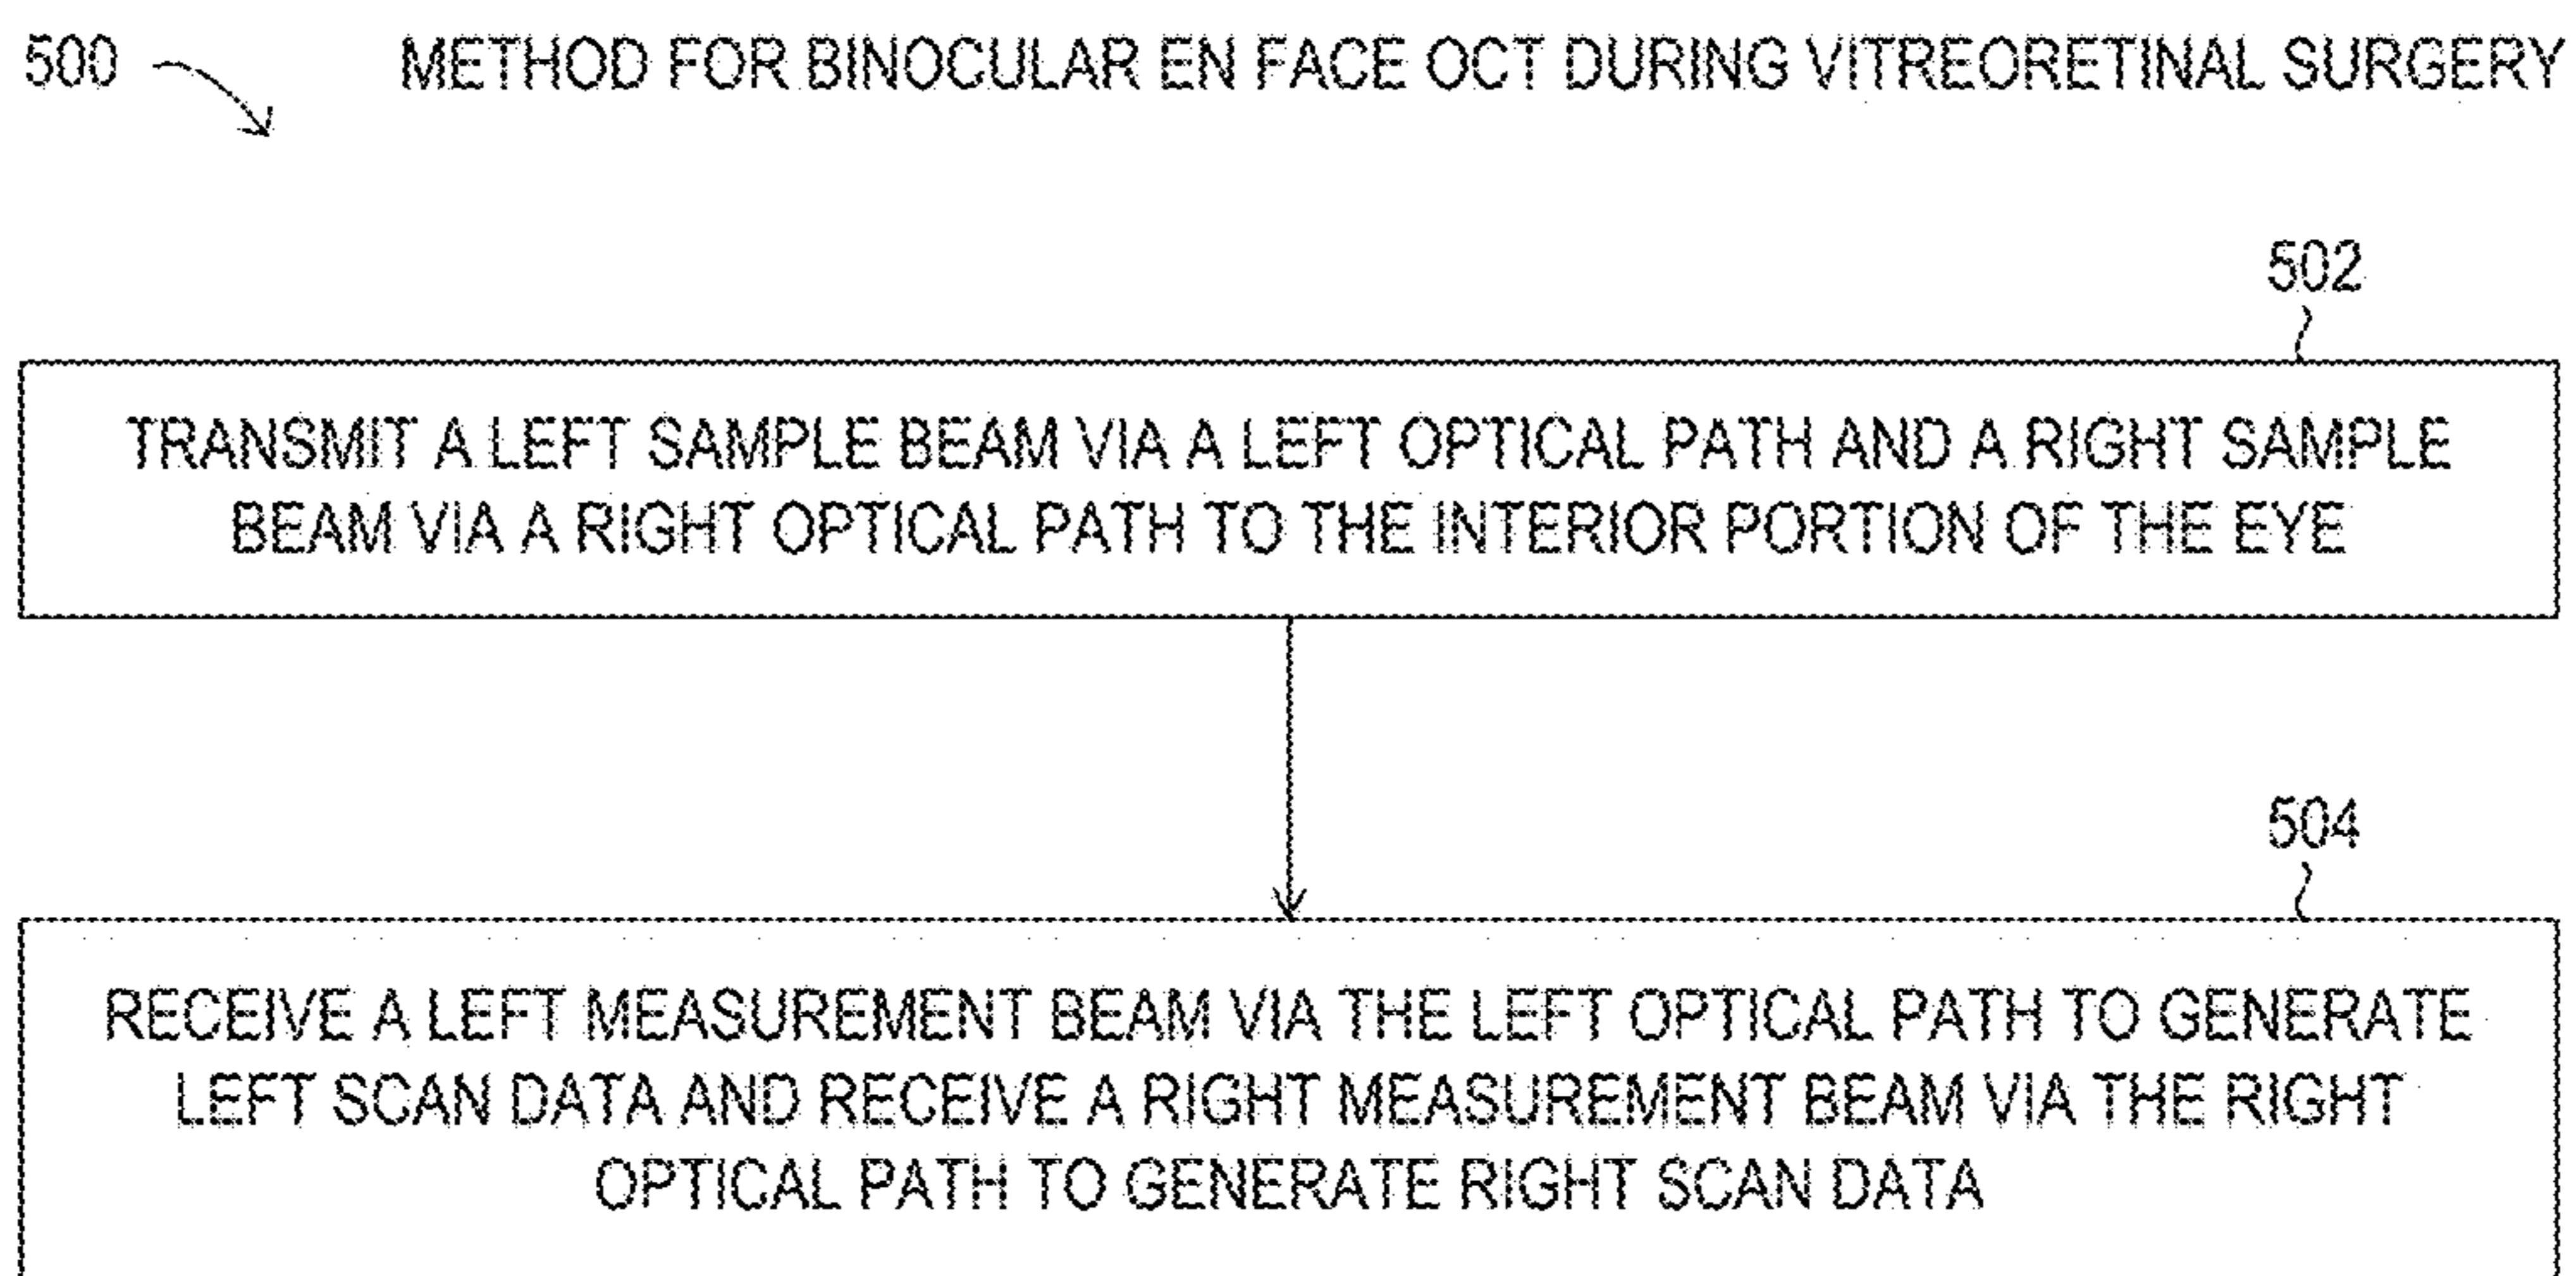 500 METHOD FOR BINOCULAR EN FACE OCT DURING VITREORETINAL SURGERY
502
TRANSMIT A LEFT SAMPLE BEAM VIA A LEFT OPTICAL PATH AND A RIGHT SAMPLE
BEAM VIA A RIGHT OPTICAL PATH TO THE INTERIOR PORTION OF THE EYE
504
RECEIVE A LEFT MEASUREMENT BEAM VIA THE LEFT OPTICAL PATH TO GENERATE
LEFT SCAN DATA AND RECEIVE A RIGHT MEASUREMENT BEAM VIA THE RIGHT
OPTICAL PATH TO GENERATE RIGHT SCAN DATA